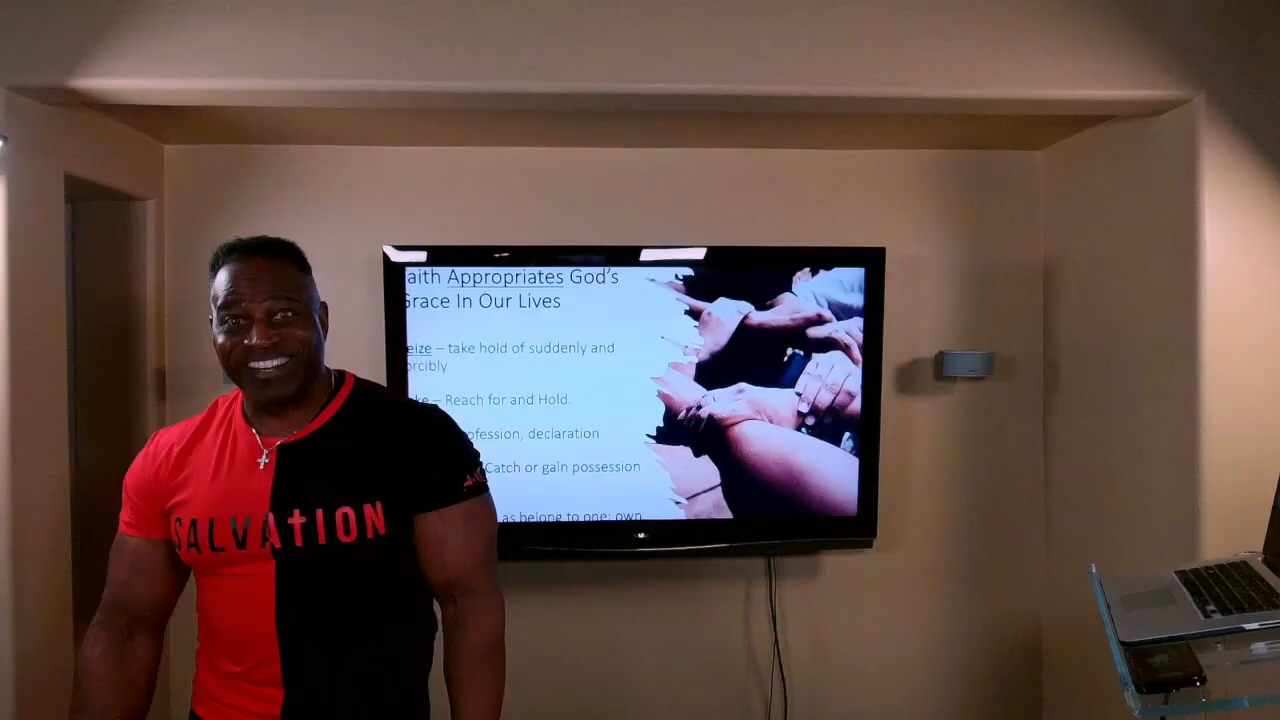 aith Appropriates God's
Grace In Our Lives
eize – take hold of suddenly and
orcibly
ke – Reach for and Hold.
ofession, declaration
Catch or gain possession
as belong to one: own
SALVATION